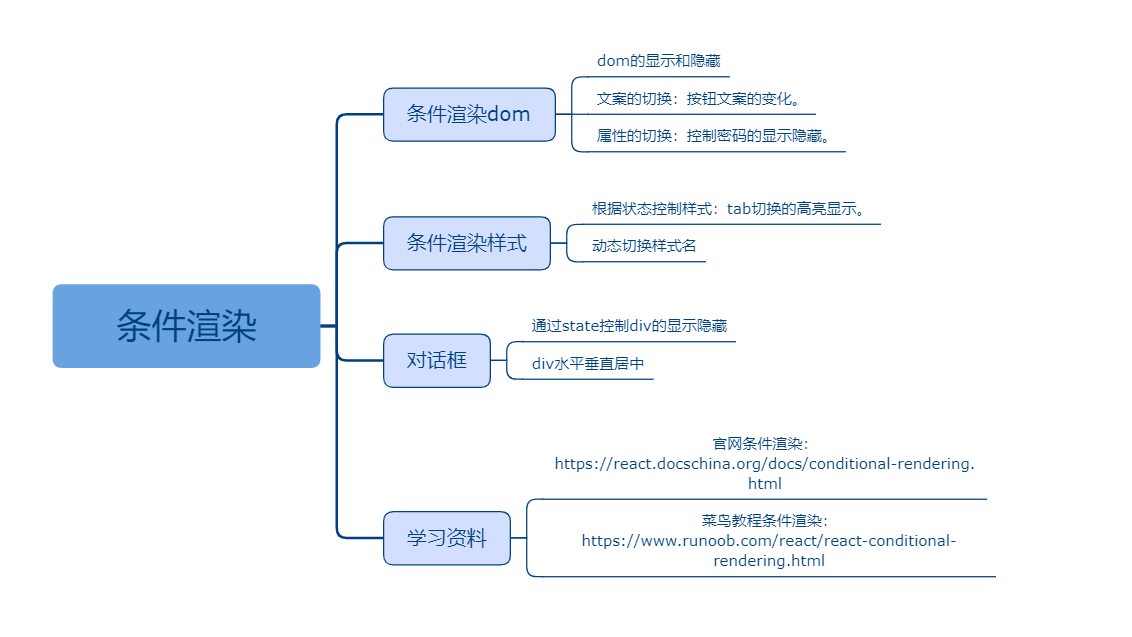 条件渲染
条件渲染dom
dom的显示和隐藏
文案的切换：按钮文案的变化。
属性的切换：控制密码的显示隐藏。
条件渲染样式
根据状态控制样式：tab切换的高亮显示。
动态切换样式名
对话框
通过state控制div的显示隐藏
div水平垂直居中
学习资料
官网条件渲染：
https://react.docschina.org/docs/conditional-rendering.
html
菜鸟教程条件渲染：
https://www.runoob.com/react/react-conditional-
rendering.html